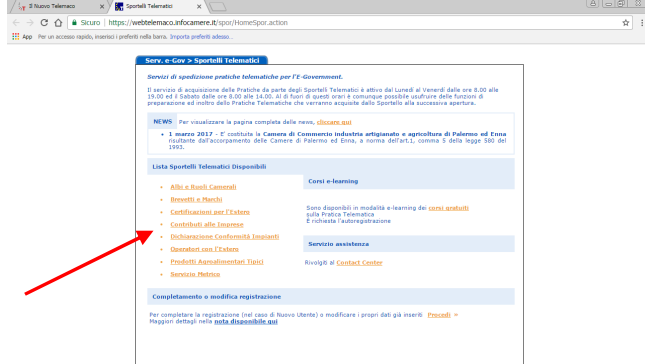 Il Nuovo Telemaco
Sportelli Telematici
Sicuro | https://webtelemaco.infocamere.it/spor/HomeSpor.action
App Per un accesso rapido, inserisci i preferiti nella barra. Importa preferiti adesso...
Serv. e-Gov > Sportelli Telematici
Servizi di spedizione pratiche telematiche per l'E-Government.
Il servizio di acquisizione delle Pratiche da parte degli Sportelli Telematici è attivo dal Lunedì al Venerdì dalle ore 8.00 alle
19.00 ed il Sabato dalle ore 8.00 alle 14.00. Al di fuori di questi orari è comunque possibile usufruire delle funzioni di
preparazione ed inoltro delle Pratiche Telematiche che verranno acquisite dallo Sportello alla successiva apertura.
NEWS Per visualizzare la pagina completa delle news, cliccare qui
• 1 marzo 2017 - E' costituita la Camera di Commercio industria artigianato e agricoltura di Palermo ed Enna
risultante dall'accorpamento delle Camere di Palermo ed Enna, a norma dell'art.1, comma 5 della legge 580 del
1993.
Lista Sportelli Telematici Disponibili
• Albi e Ruoli Camerali
• Brevetti e Marchi
• Certificazioni per l'Estero
• Contributi alle Imprese
• Dichiarazione Conformità Impianti
• Operatori con l'Estero
• Prodotti Agroalimentari Tipici
• Servizio Metrico
Corsi e-learning
Sono disponibili in modalità e-learning dei corsi gratuiti
sulla Pratica Telematica
È richiesta l'autoregistrazione
Servizio assistenza
Rivolgiti al Contact Center
Completamento o modifica registrazione
Per completare la registrazione (nel caso di Nuovo Utente) o modificare i propri dati già inseriti Procedi »
Maggiori dettagli nella nota disponibile qui